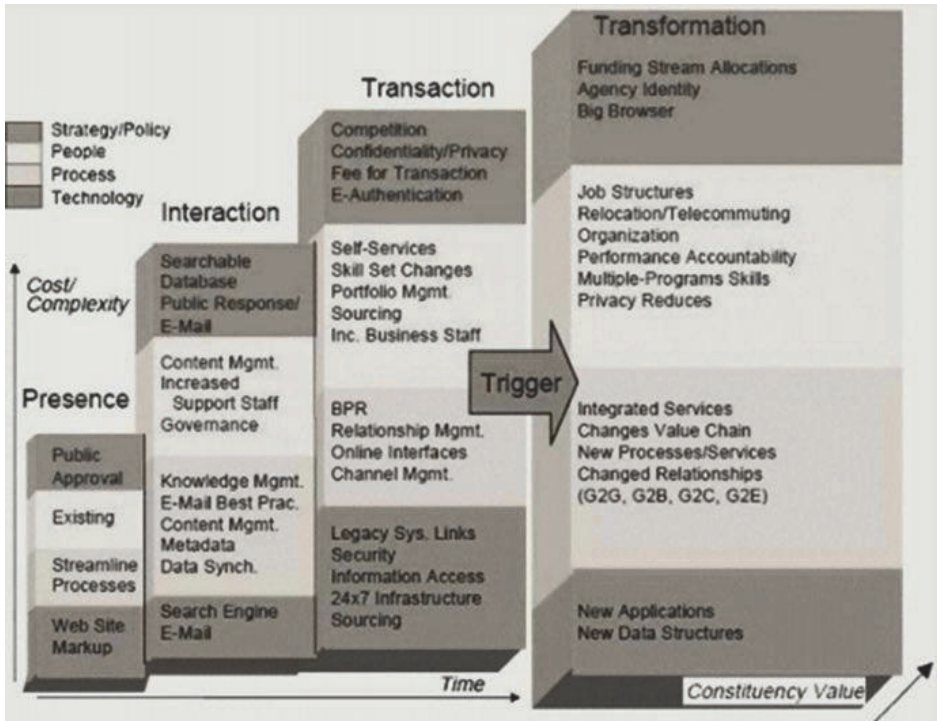 Strategy/Policy
People
Process
Technology
Cost/
Complexity
Presence
Public
Approval
Existing
Streamline
Processes
Web Site
Markup
Interaction
Searchable
Database
Public Response/
E-Mail
Content Mgmt.
Increased
Support Staff
Governance
Knowledge Mgmt.
E-Mail Best Prac.
Content Mgmt.
Metadata
Data Synch.
Search Engine
E-Mail
Transaction
Competition
Confidentiality/Privacy
Fee for Transaction
E-Authentication
Self-Services
Skill Set Changes
Portfolio Mgmt.
Sourcing
Inc. Business Staff
BPR
Relationship Mgmt.
Online Interfaces
Channel Mgmt.
Legacy Sys. Links
Security
Information Access
24x7 Infrastructure
Sourcing
Trigger
Transformation
Funding Stream Allocations
Agency Identity
Big Browser
Job Structures
Relocation/Telecommuting
Organization
Performance Accountability
Multiple-Programs Skills
Privacy Reduces
Integrated Services
Changes Value Chain
New Processes/Services
Changed Relationships
(G2G, G2B, G2C, G2E)
New Applications
New Data Structures
Time
Constituency Value